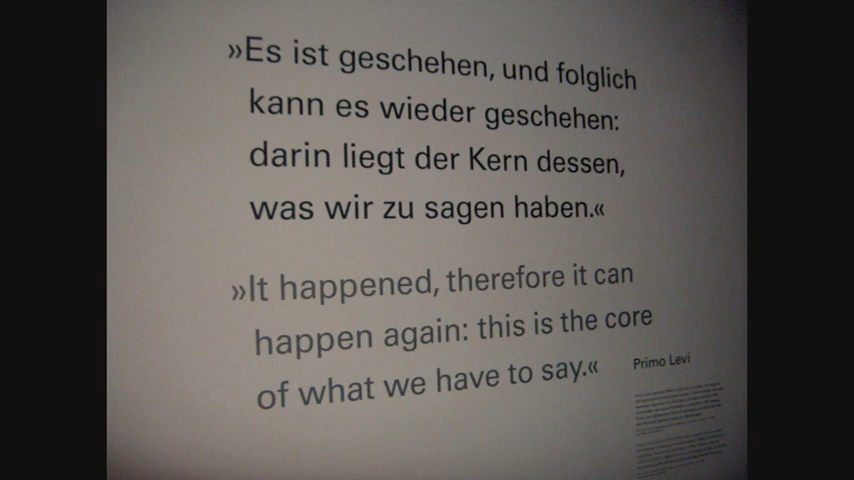 »Es ist geschehen, und folglich
kann es wieder geschehen:
darin liegt der Kern dessen,
was wir zu sagen haben.«
»It happened, therefore it can
happen again: this is the core
of what we have to say.«
Primo Levi